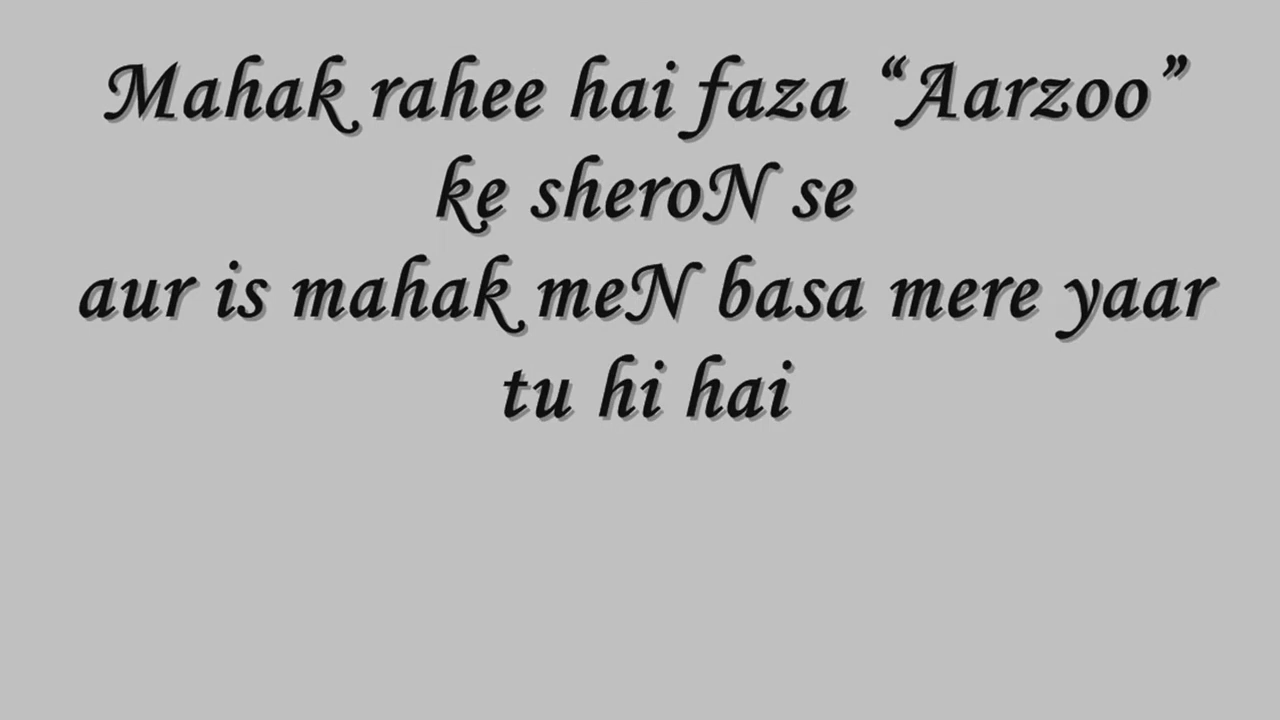 Mahak rahee hai faza “Aarzoo”
ke sheroN se
aur is mahak meN basa mere yaar
tu hi hai